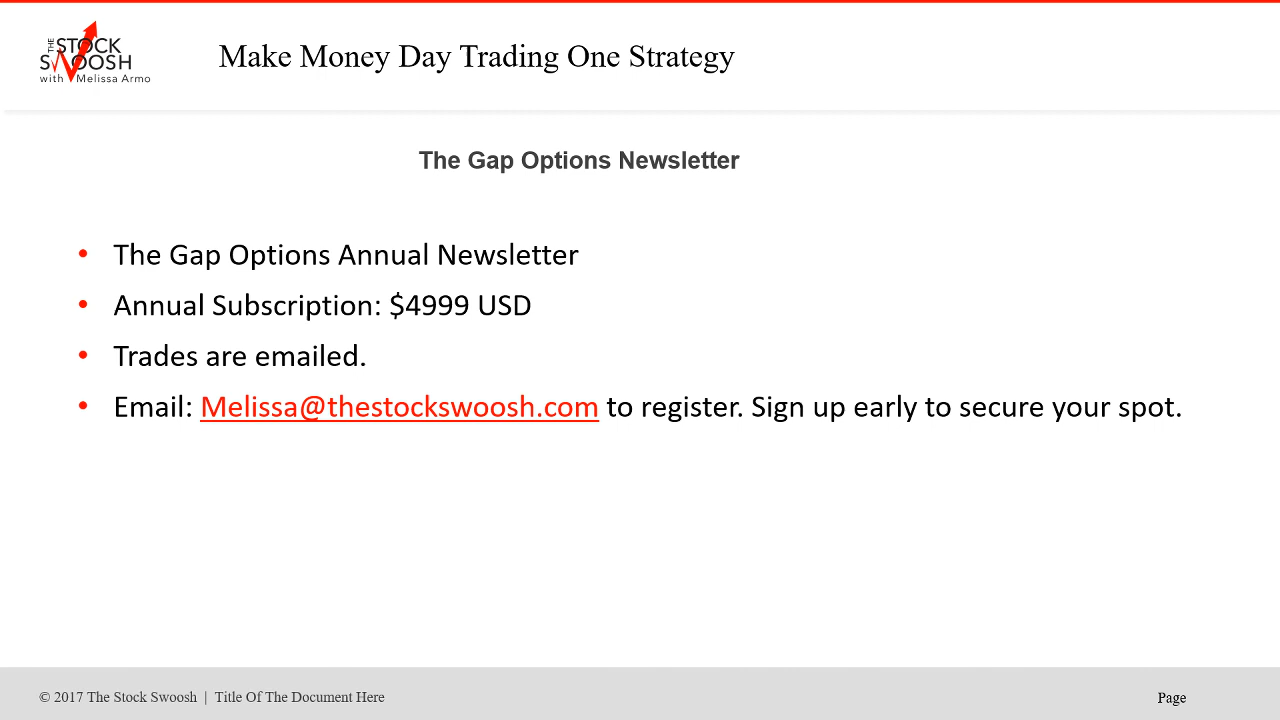 THE STOCK
SWOOSH
with Melissa Armo
Make Money Day Trading One Strategy
The Gap Options Newsletter
• The Gap Options Annual Newsletter
• Annual Subscription: $4999 USD
• Trades are emailed.
• Email: Melissa@thestockswoosh.com to register. Sign up early to secure your spot.
© 2017 The Stock Swoosh | Title Of The Document Here
Page